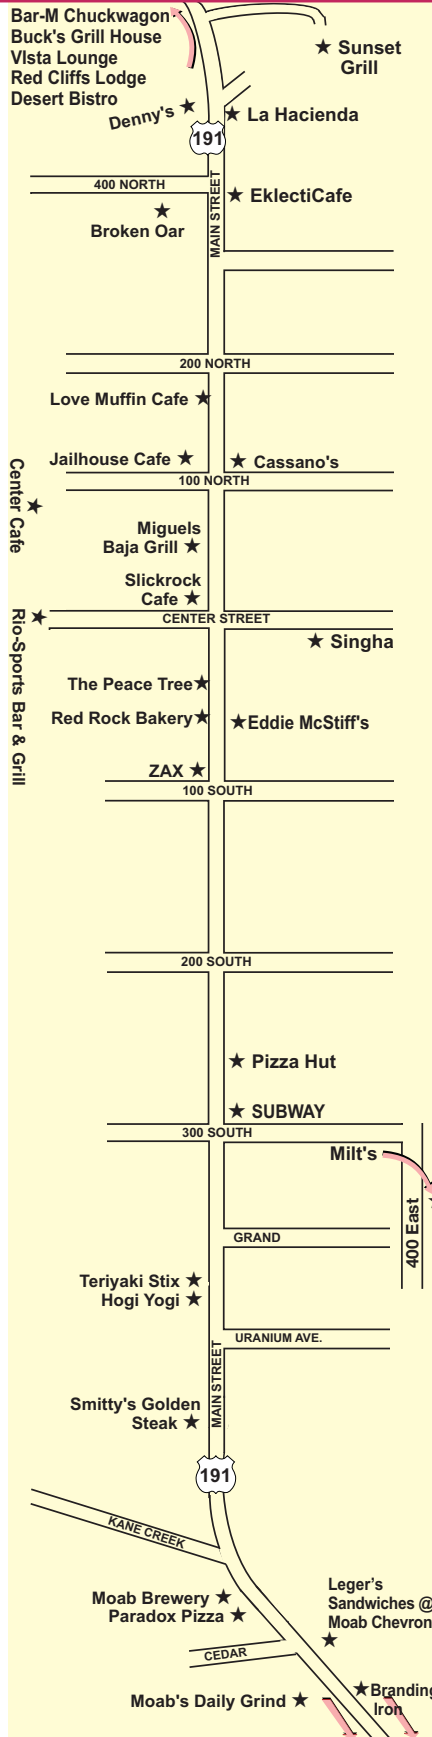 Bar-M Chuckwagon
Buck's Grill House
VIsta Lounge
Red Cliffs Lodge
Desert Bistro
Sunset
Grill
Denny's
La Hacienda
191
400 NORTH
MAIN STREET
EklectiCafe
Broken Oar
200 NORTH
Love Muffin Cafe
Jailhouse Cafe
Cassano's
100 NORTH
Center Cafe
Miguels
Baja Grill
Slickrock
Cafe
CENTER STREET
Rio-Sports Bar & Grill
Singha
The Peace Tree
Red Rock Bakery
Eddie McStiff's
ZAX
100 SOUTH
200 SOUTH
Pizza Hut
SUBWAY
300 SOUTH
Milt's
400 East
GRAND
Teriyaki Stix
Hogi Yogi
URANIUM AVE.
MAIN STREET
Smitty's Golden
Steak
191
KANE CREEK
Moab Brewery
Paradox Pizza
Leger's
Sandwiches @
Moab Chevron
CEDAR
Moab's Daily Grind
Branding
Iron